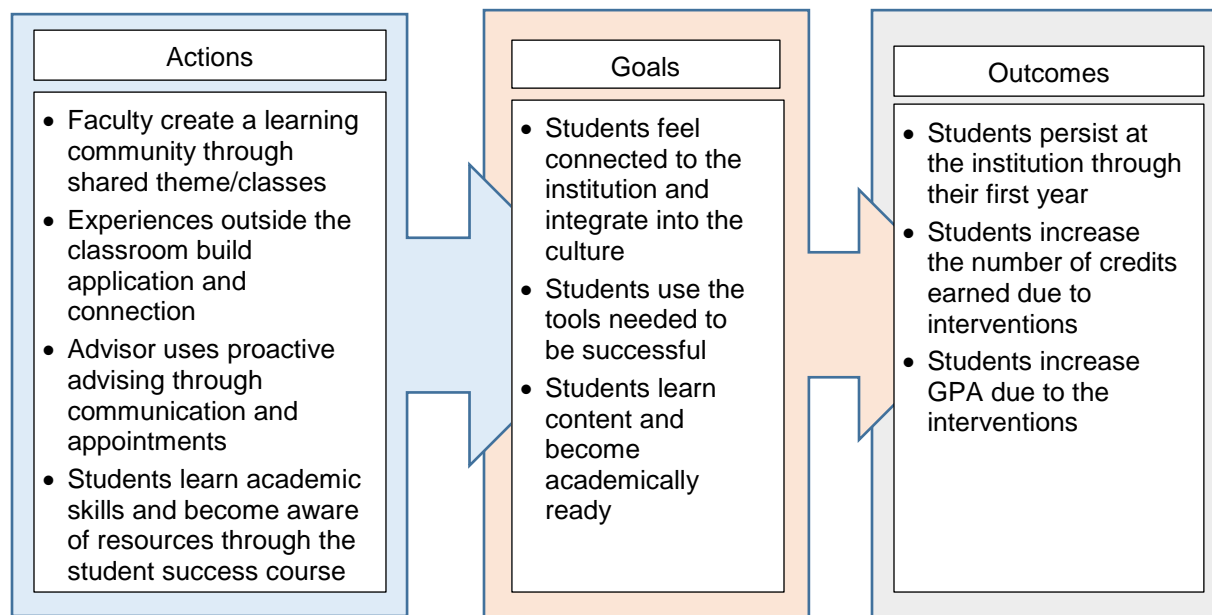 Actions
• Faculty create a learning
community through
shared theme/classes
• Experiences outside the
classroom build
application and
connection
• Advisor uses proactive
advising through
communication and
appointments
• Students learn academic
skills and become aware
of resources through the
student success course
Goals
• Students feel
connected to the
institution and
integrate into the
culture
• Students use the
tools needed to
be successful
• Students learn
content and
become
academically
ready
Outcomes
• Students persist at
the institution through
their first year
• Students increase
the number of credits
earned due to
interventions
• Students increase
GPA due to the
interventions